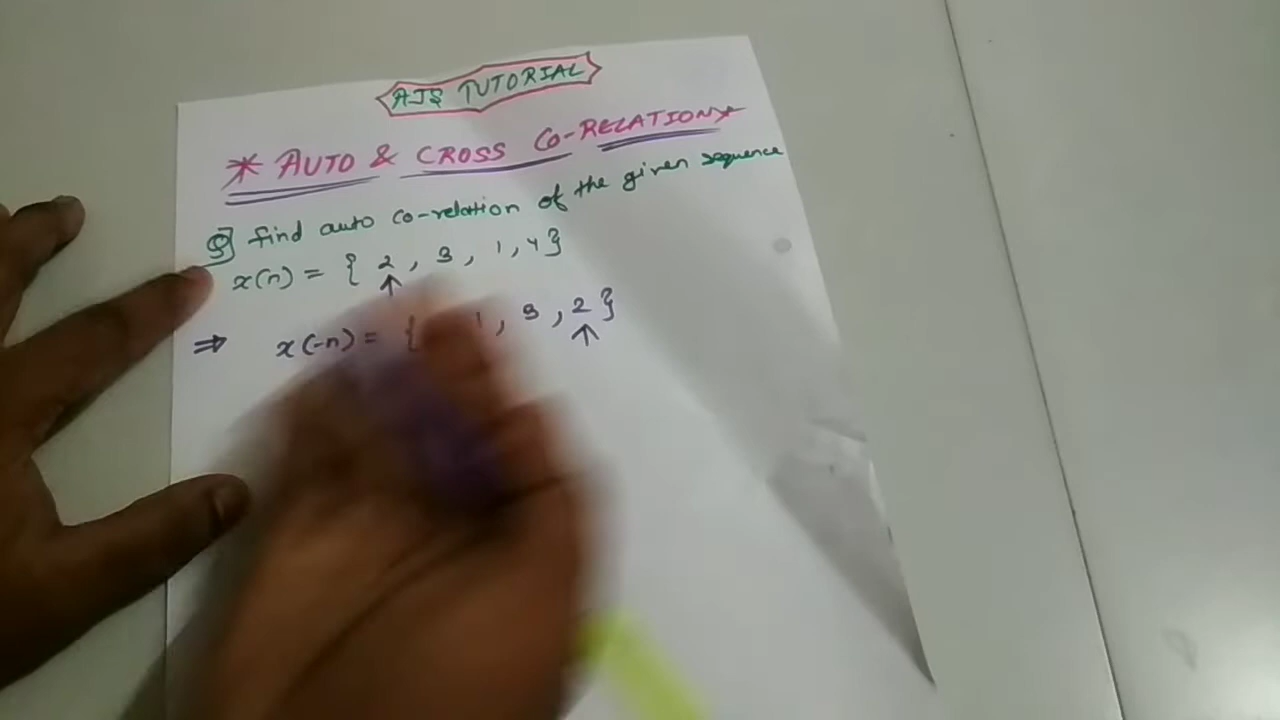 AJS TUTORIAL
* AUTO & CROSS CO-RELATION *
Q] find auto co-relation of the given sequence
x(n) = { 2, 3, 1, 4 }
↑
⇒ x(-n) = { 1, 3, 2 }
↑